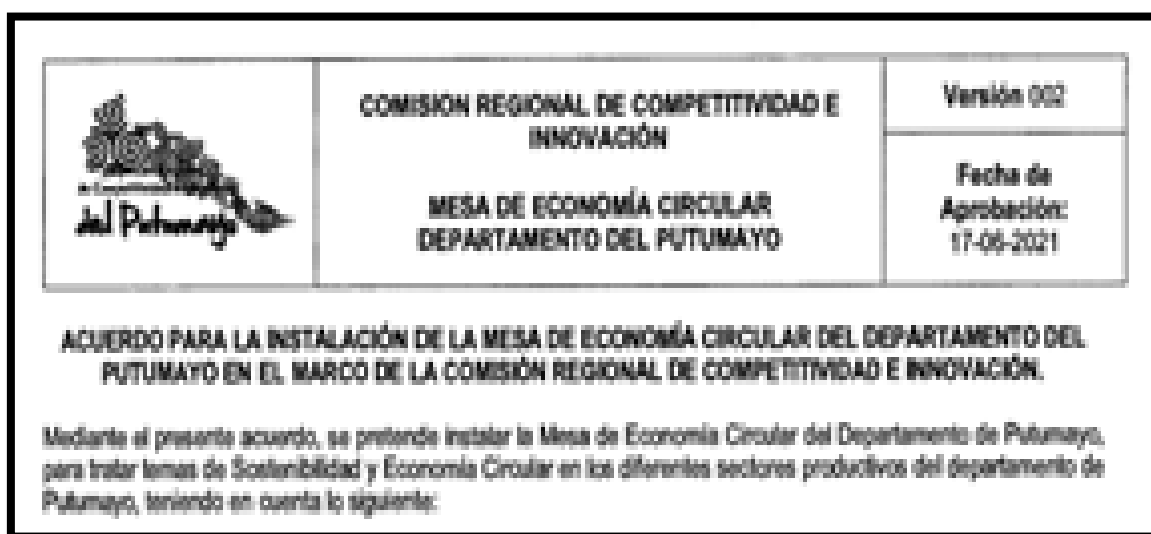 de Competitividad
del Putumayo
COMISION REGIONAL DE COMPETITIVIDAD E
INNOVACIÓN
MESA DE ECONOMÍA CIRCULAR
DEPARTAMENTO DEL PUTUMAYO
Versión 002
Fecha de
Aprobación:
17-06-2021
ACUERDO PARA LA INSTALACIÓN DE LA MESA DE ECONOMÍA CIRCULAR DEL DEPARTAMENTO DEL
PUTUMAYO EN EL MARCO DE LA COMISIÓN REGIONAL DE COMPETITIVIDAD E INNOVACIÓN.
Mediante el presente acuerdo, se pretende instalar la Mesa de Economía Circular del Departamento de Putumayo,
para tratar temas de Sostenibilidad y Economía Circular en los diferentes sectores productivos del departamento de
Putumayo, teniendo en cuenta lo siguiente: